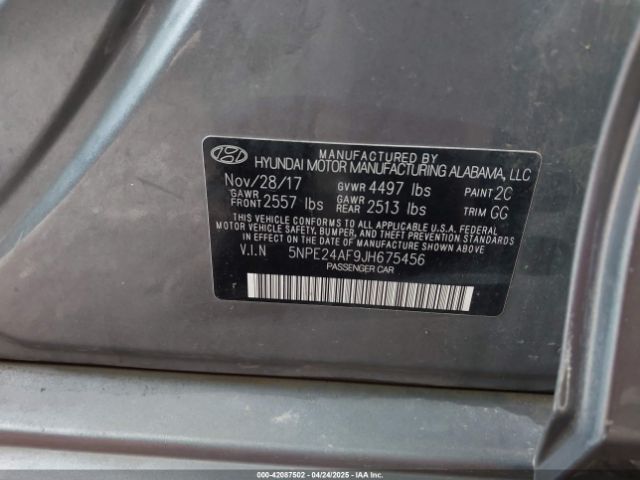 MANUFACTURED BY
HYUNDAI MOTOR MANUFACTURING ALABAMA, LLC
Nov/28/17 GVWR 4497 lbs PAINT 2C
GAWR FRONT 2557 lbs GAWR REAR 2513 lbs TRIM GG
THIS VEHICLE CONFORMS TO ALL APPLICABLE U.S.A FEDERAL
MOTOR VEHICLE SAFETY, BUMPER, AND THEFT PREVENTION STANDARDS
IN EFFECT ON THE DATE OF MANUFACTURE SHOWN ABOVE
V.I.N 5NPE24AF9JH675456
PASSENGER CAR
000-42087502 - 04/24/2025 - IAAI.COM